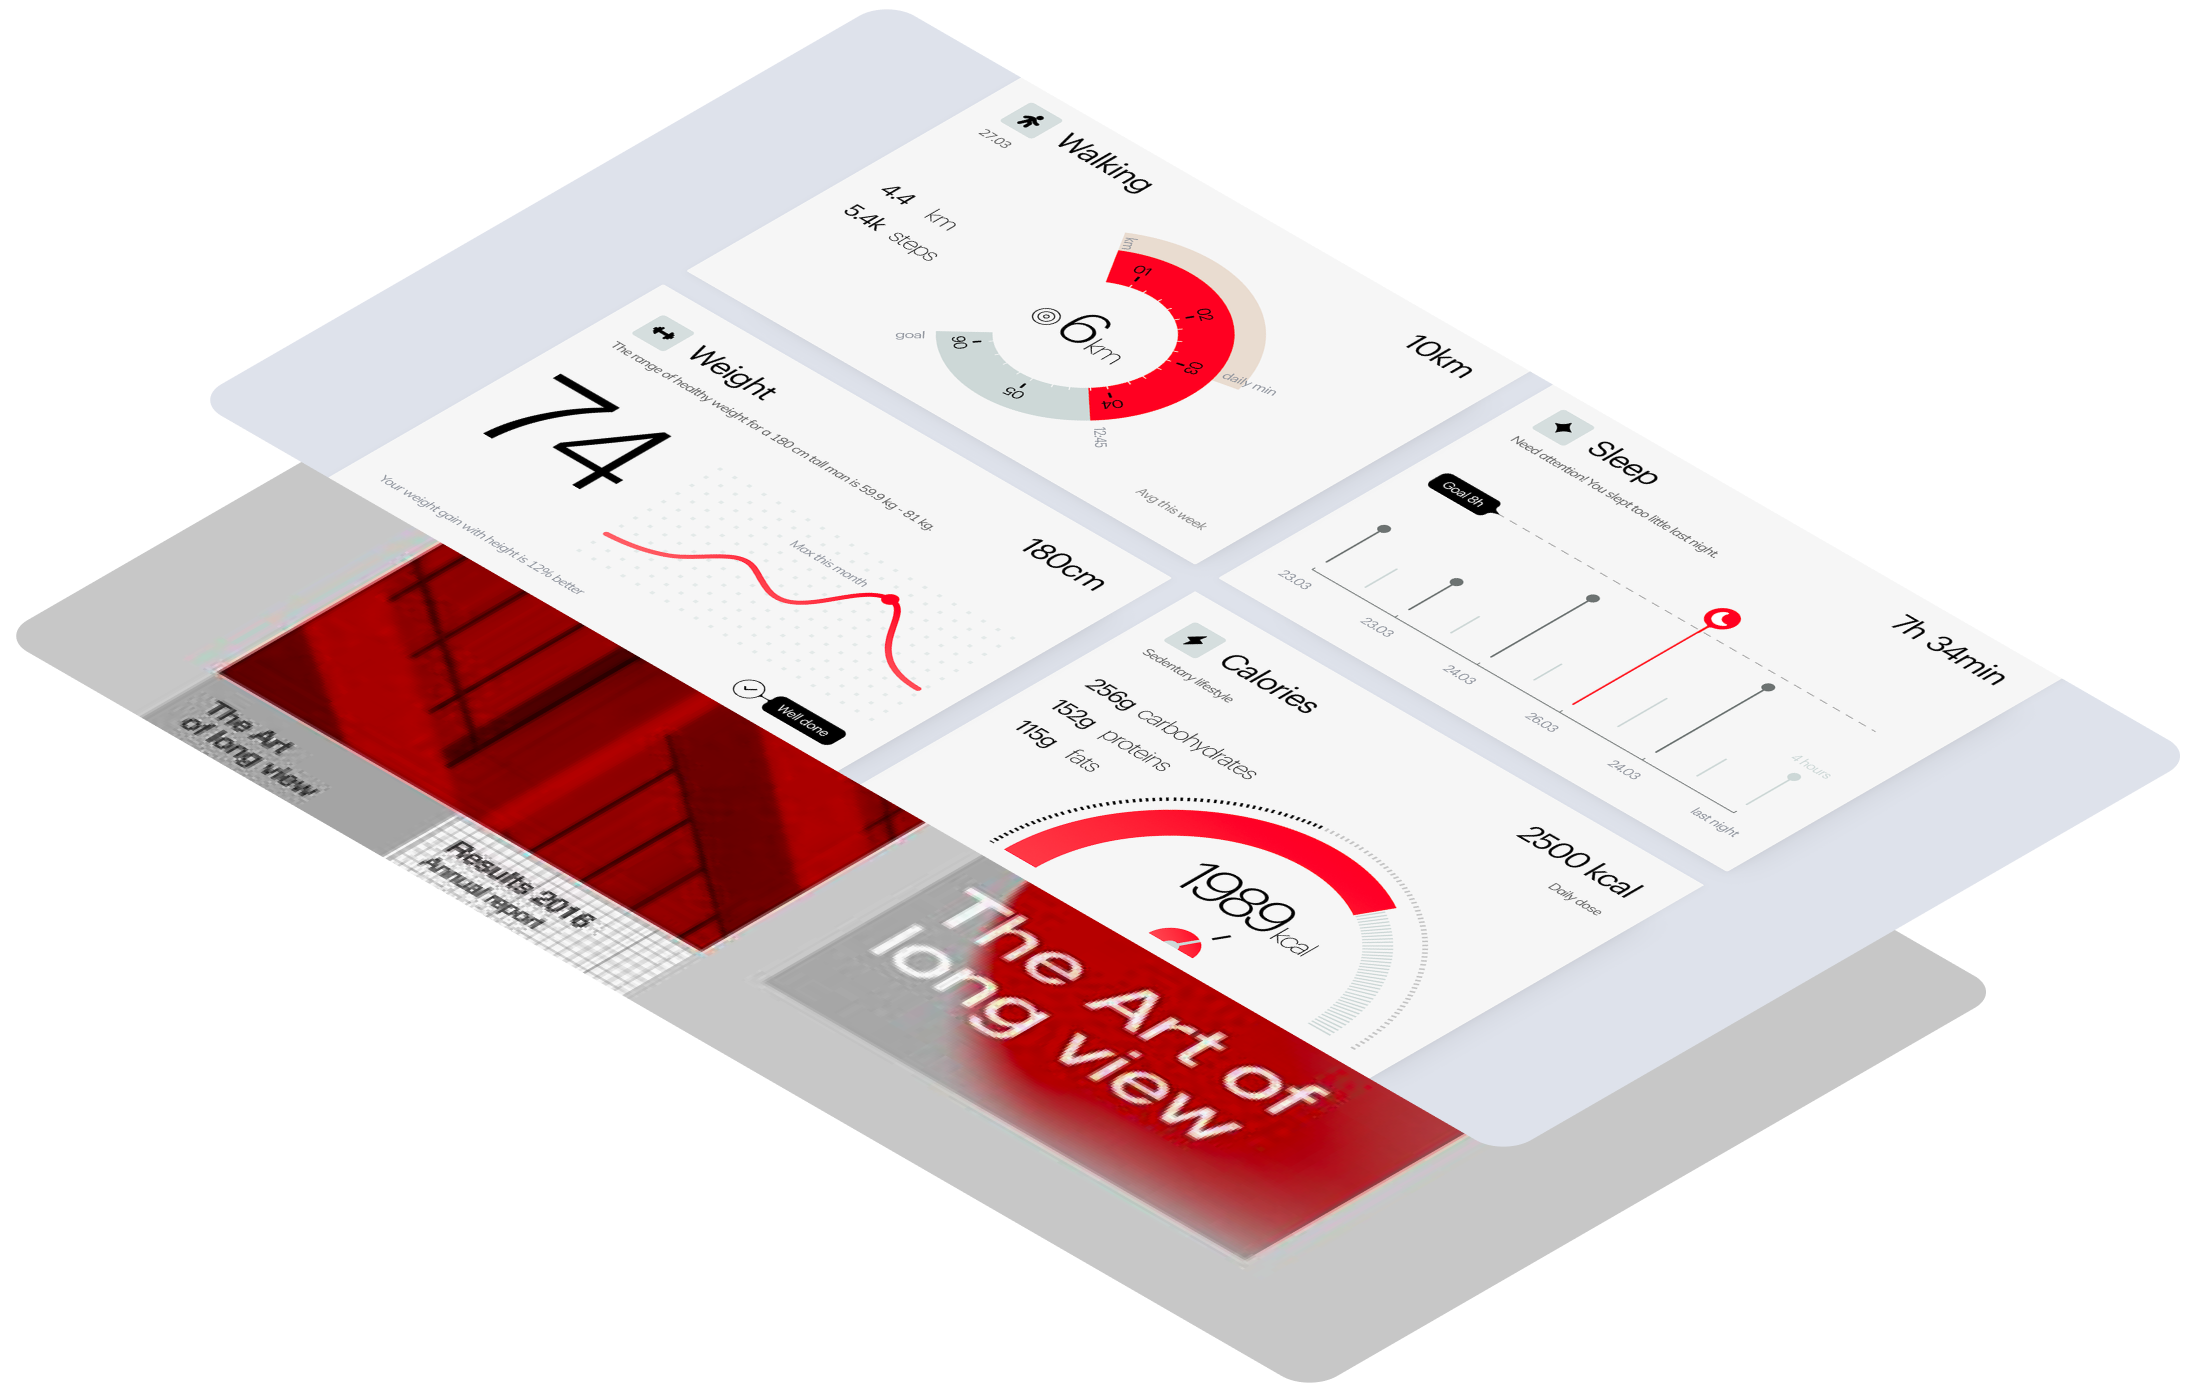 Walking
27.03
4.4 km
5.4k steps
km
01
02
03
04
05
06
goal
6km
daily min
12:45
10km
Avg this week
Weight
The range of healthy weight for a 180 cm tall man is 59.9 kg - 81 kg.
74
180cm
Max this month
Your weight gain with height is 12% better
Well done
Sleep
Need attention! You slept too little last night.
Goal 8h
7h 34min
23.03
23.03
24.03
26.03
24.03
last night
4 hours
Calories
Sedentary lifestyle
256g carbohydrates
152g proteins
115g fats
1989kcal
2500 kcal
Daily dose
The Art
of long view
Results 2016
Annual report
The Art of
long view